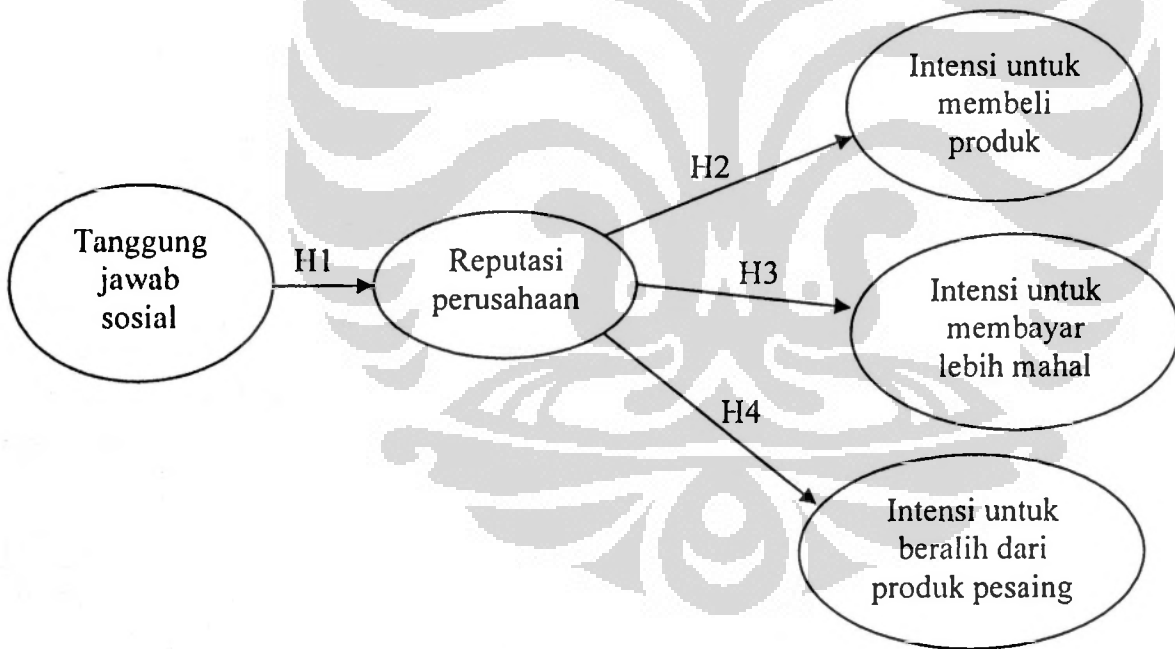 Tanggung
jawab
sosial
H1
Reputasi
perusahaan
H2
Intensi untuk
membeli
produk
H3
Intensi untuk
membayar
lebih mahal
H4
Intensi untuk
beralih dari
produk pesaing